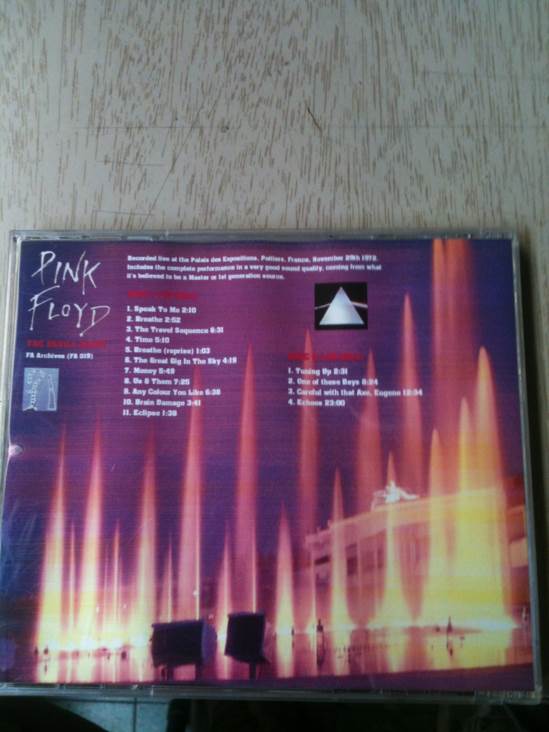 PINK
FLOYD
FA Archives (FA 019)
Recorded live at the Palais des Expositions, Poitiers, France, November 29th 1972.
Includes the complete performance in a very good sound quality, coming from what
it's believed to be a Master or 1st generation source.
1. Speak To Me 2:10
2. Breathe 2:52
3. The Travel Sequence 6:31
4. Time 5:10
5. Breathe (reprise) 1:03
6. The Great Gig In The Sky 4:19
7. Money 5:49
8. Us & Them 7:25
9. Any Colour You Like 6:38
10. Brain Damage 3:41
11. Eclipse 1:38
1. Tuning Up 2:31
2. One of these Days 8:24
3. Careful with that Axe, Eugene 12:34
4. Echoes 23:00